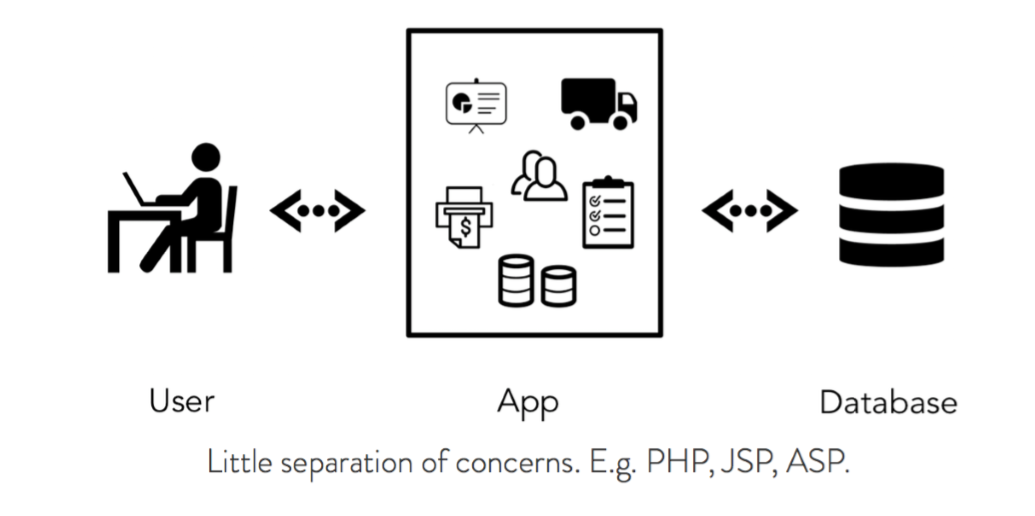 $
User
App
Database
Little separation of concerns. E.g. PHP, JSP, ASP.